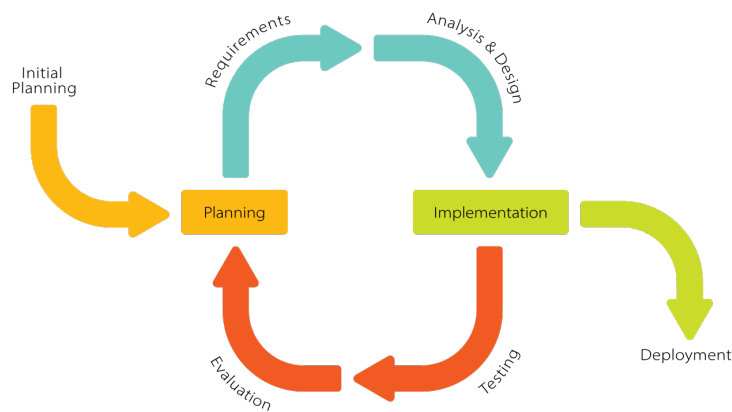 Initial
Planning
Requirements
Analysis & Design
Planning
Implementation
Evaluation
Testing
Deployment